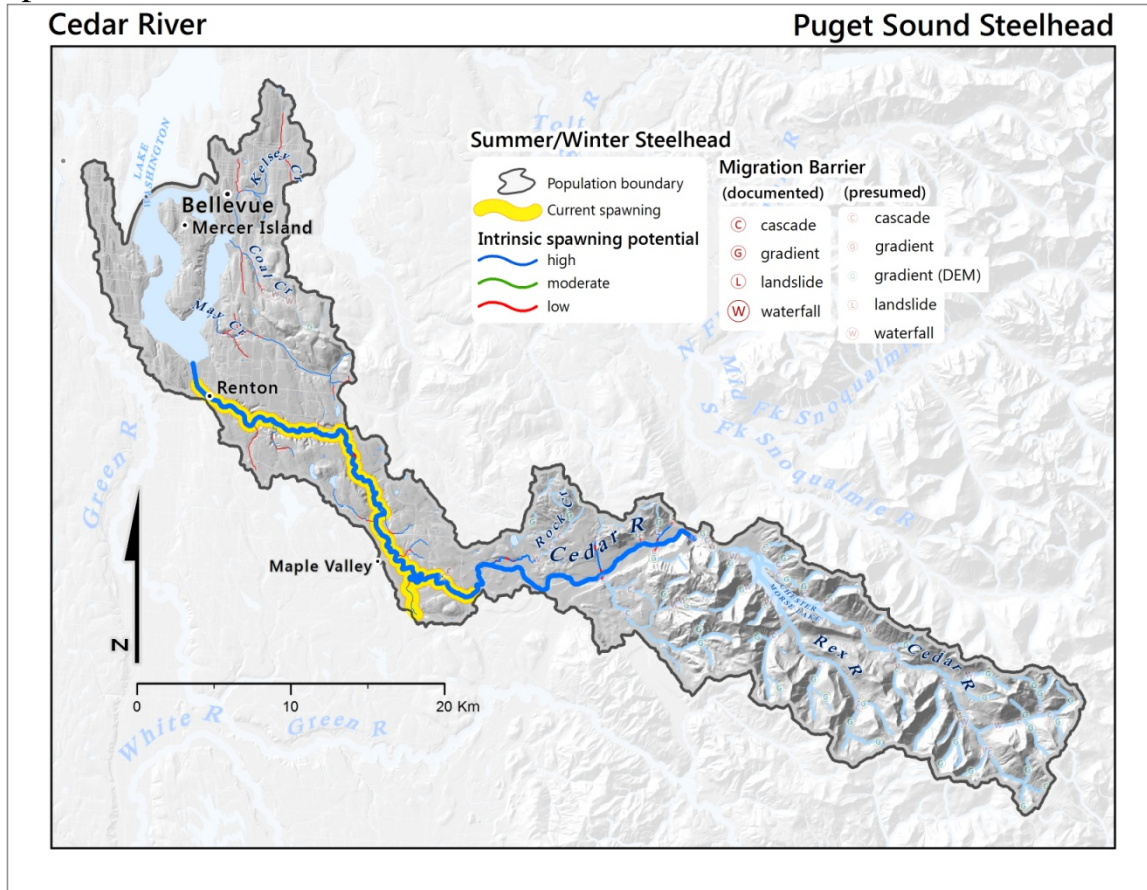 Cedar River
Puget Sound Steelhead
Tolt R
LAKE
WASHINGTON
Kelsey Cr
Bellevue
Mercer Island
Coal Cr
May Cr
Renton
Green R
Summer/Winter Steelhead
Population boundary
Current spawning
Intrinsic spawning potential
high
moderate
low
Migration Barrier
(documented)
(presumed)
C cascade
G gradient
L landslide
W waterfall
C cascade
G gradient
G gradient (DEM)
L landslide
W waterfall
N Fk
Mid Fk Snoqualmie
S Fk Snoqualmie R
Rock Cr
Cedar R
Maple Valley
CHESTER
MORSE LAKE
Rex R
Cedar R
N
0 10 20 Km
White R
Green R